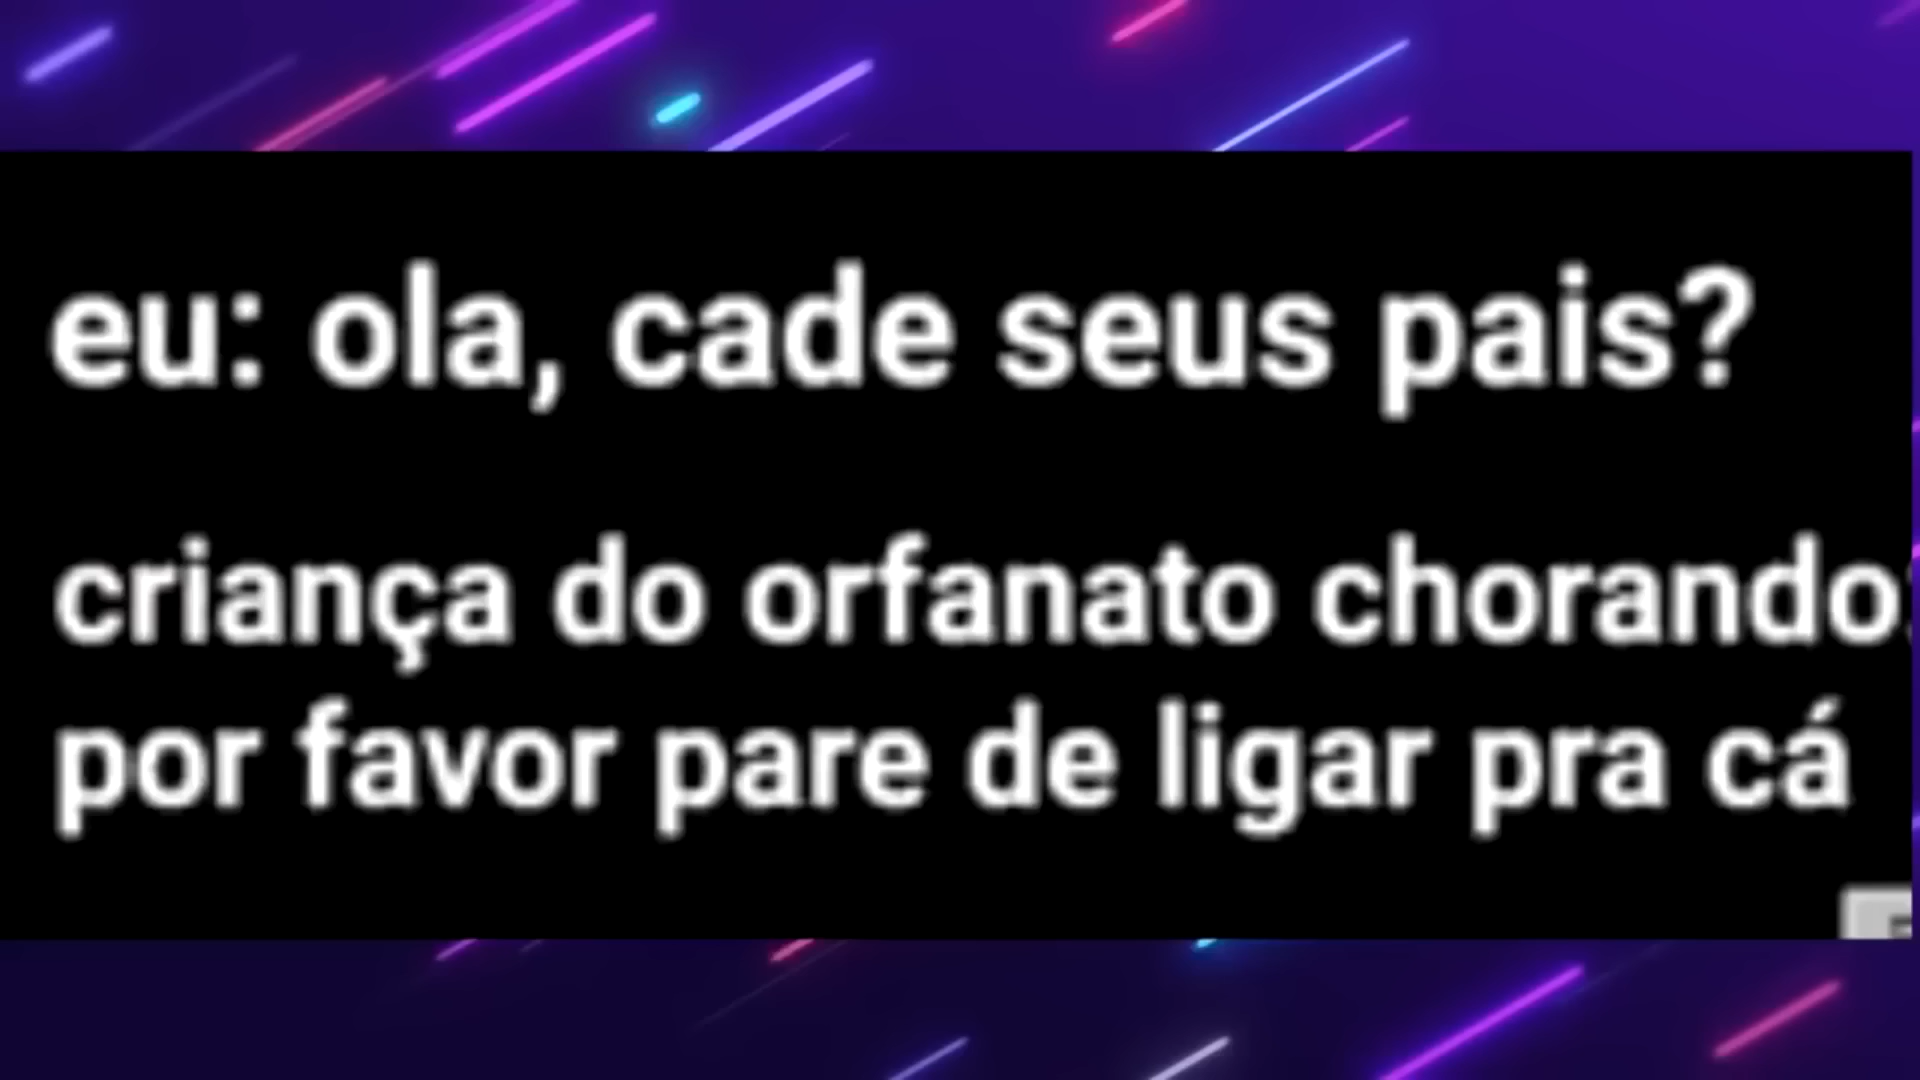 eu: ola, cade seus pais?
criança do orfanato chorando:
por favor pare de ligar pra cá